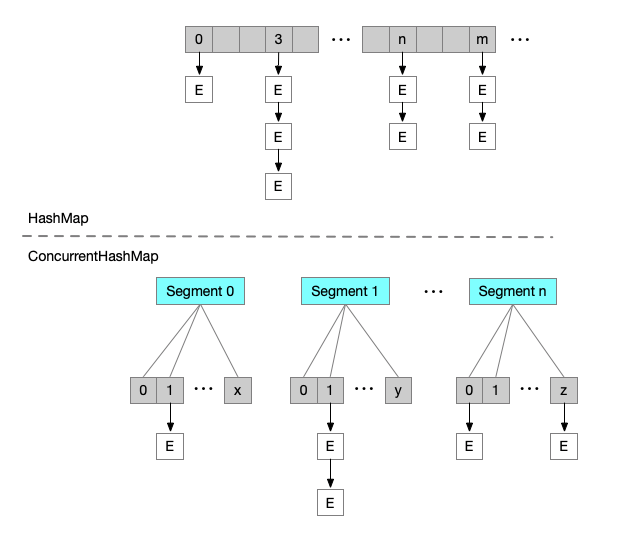 0 3 ··· n m ···
E E E E
E E E
E
HashMap
ConcurrentHashMap
Segment 0 Segment 1 ··· Segment n
0 1 ··· x 0 1 ··· y 0 1 ··· z
E E E E
E